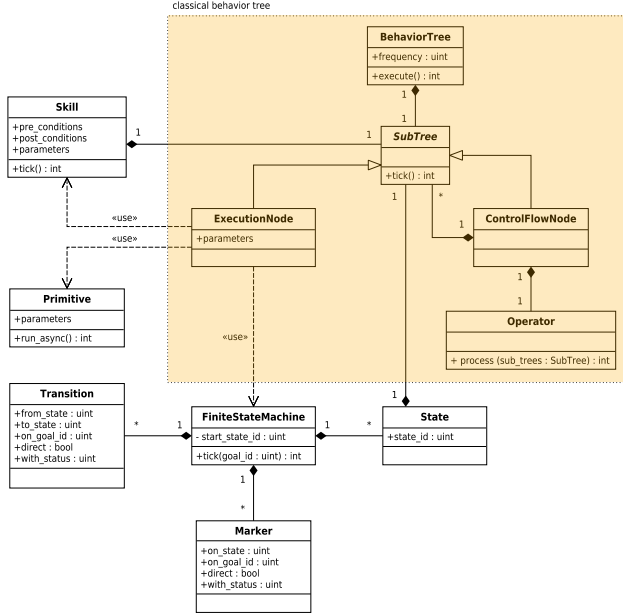 classical behavior tree
BehaviorTree
+frequency : uint
+execute() : int
1
1
Skill
+pre_conditions
+post_conditions
+parameters
+tick() : int
1
1
SubTree
+tick() : int
1
*
«use»
«use»
ExecutionNode
+parameters
1
ControlFlowNode
1
1
Primitive
+parameters
+run_async() : int
Operator
+ process (sub_trees : SubTree) : int
«use»
1
Transition
+from_state : uint
+to_state : uint
+on_goal_id : uint
+direct : bool
+with_status : uint
*
1
FiniteStateMachine
- start_state_id : uint
+tick(goal_id : uint) : int
1
*
State
+state_id : uint
1
*
Marker
+on_state : uint
+on_goal_id : uint
+direct : bool
+with_status : uint